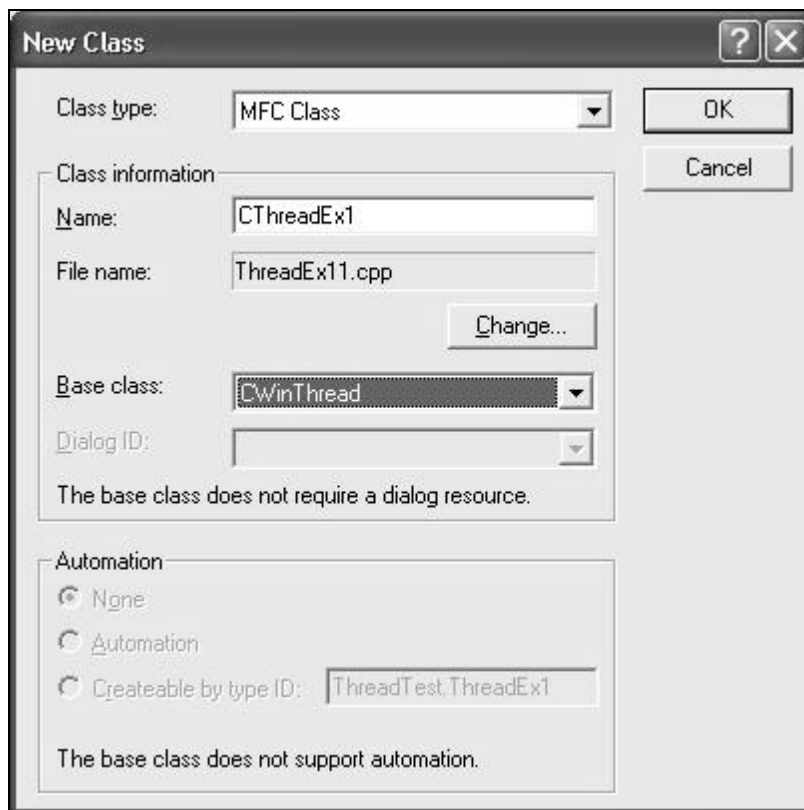 New Class
Class type:
MFC Class
OK
Cancel
Class information
Name:
CThreadEx1
File name:
ThreadEx11.cpp
Change...
Base class:
CWinThread
Dialog ID:
The base class does not require a dialog resource.
Automation
None
Automation
Createable by type ID:
ThreadTest.ThreadEx1
The base class does not support automation.